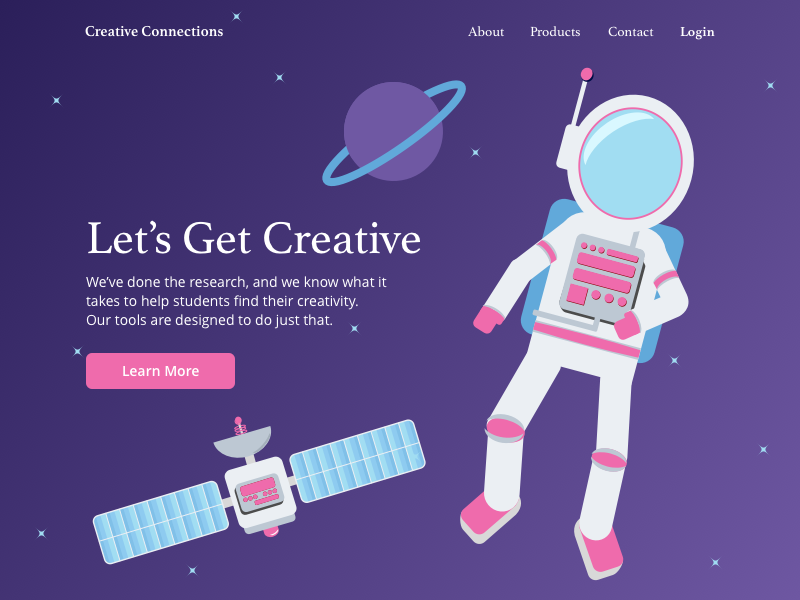 Creative Connections
About Products Contact Login
Let’s Get Creative
We’ve done the research, and we know what it
takes to help students find their creativity.
Our tools are designed to do just that.
Learn More